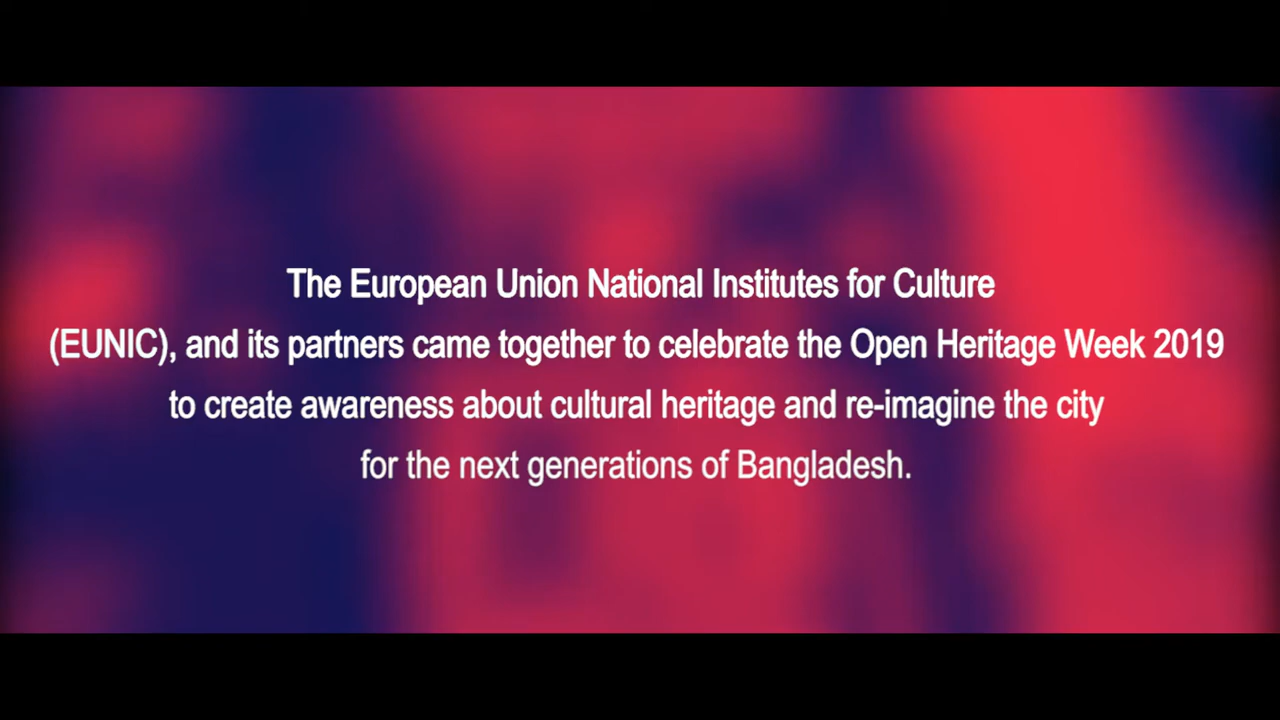 The European Union National Institutes for Culture
(EUNIC), and its partners came together to celebrate the Open Heritage Week 2019
to create awareness about cultural heritage and re-imagine the city
for the next generations of Bangladesh.